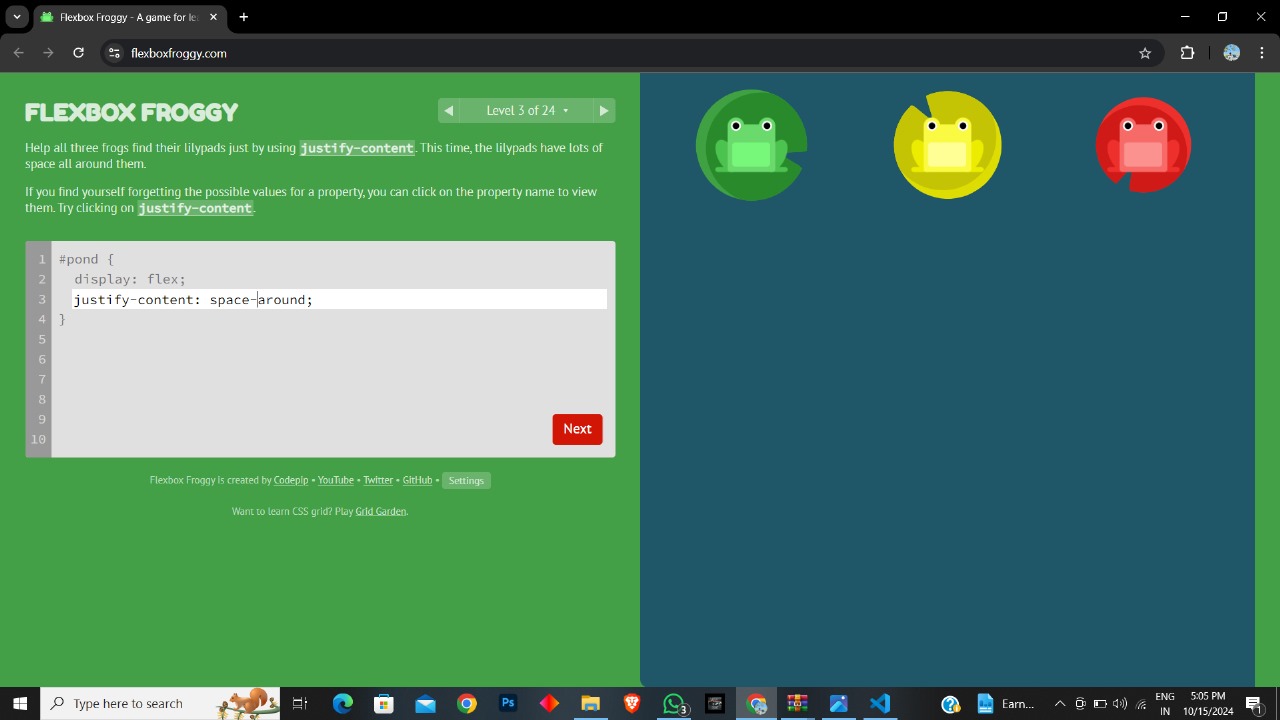 Flexbox Froggy - A game for le
flexboxfroggy.com
FLEXBOX FROGGY
Level 3 of 24
Help all three frogs find their lilypads just by using justify-content. This time, the lilypads have lots of
space all around them.
If you find yourself forgetting the possible values for a property, you can click on the property name to view
them. Try clicking on justify-content.
1 #pond {
2 display: flex;
3 justify-content: space-around;
4 }
5
6
7
8
9
10
Next
Flexbox Froggy is created by Codepip • YouTube • Twitter • GitHub • Settings
Want to learn CSS grid? Play Grid Garden.
Type here to search
Ps
3
Earn...
ENG
IN
5:05 PM
10/15/2024
1